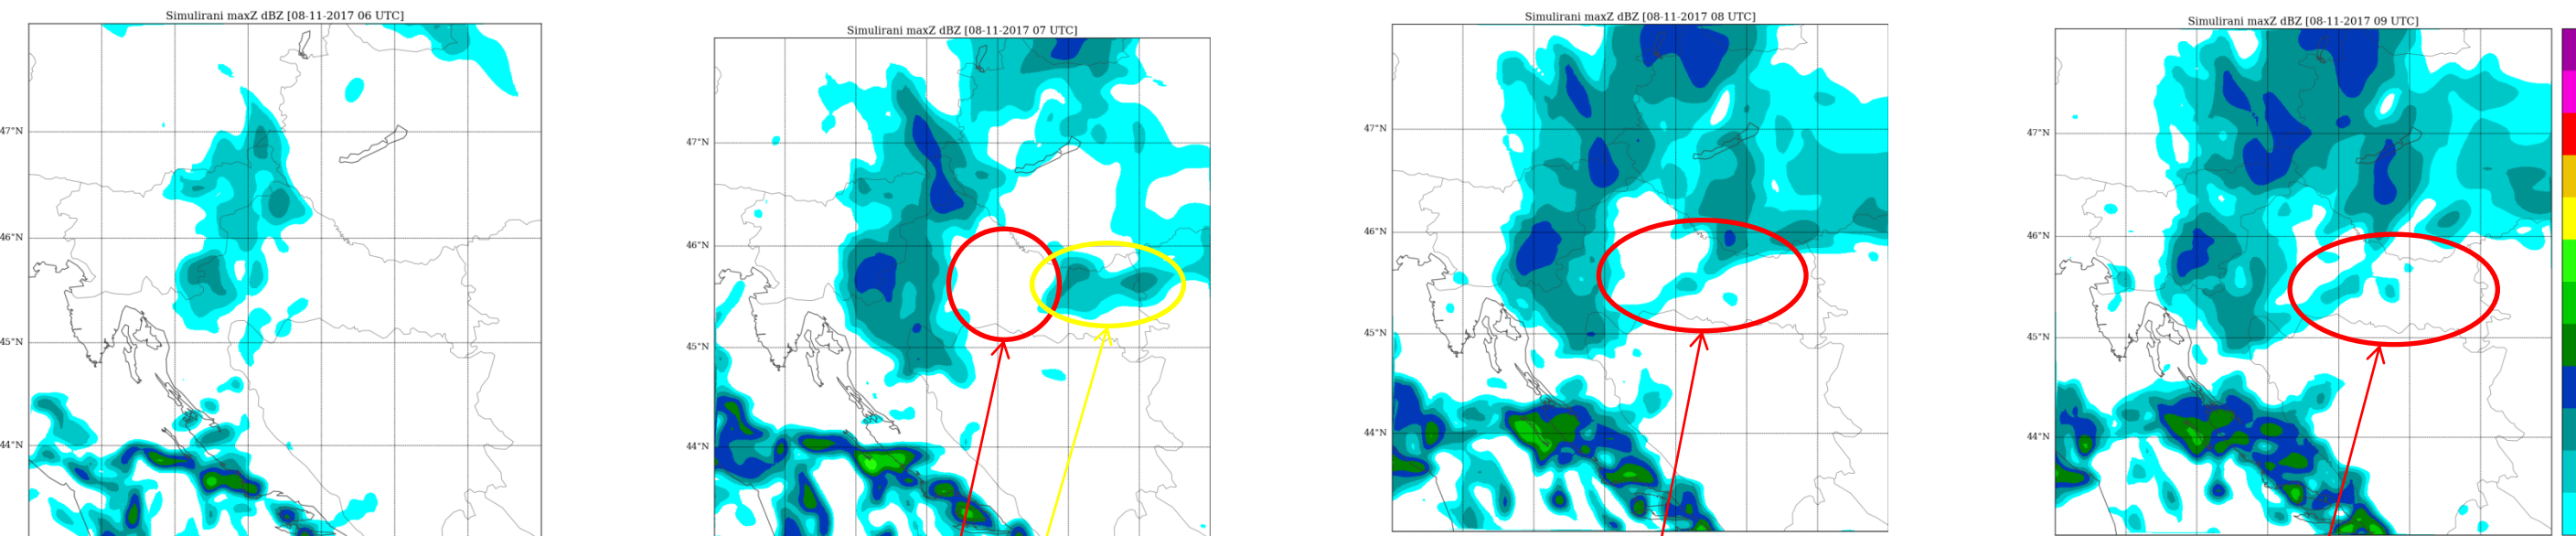 Simulirani maxZ dBZ [08-11-2017 06 UTC]
47°N
46°N
45°N
44°N
Simulirani maxZ dBZ [08-11-2017 07 UTC]
47°N
46°N
45°N
44°N
Simulirani maxZ dBZ [08-11-2017 08 UTC]
47°N
46°N
45°N
44°N
Simulirani maxZ dBZ [08-11-2017 09 UTC]
47°N
46°N
45°N
44°N